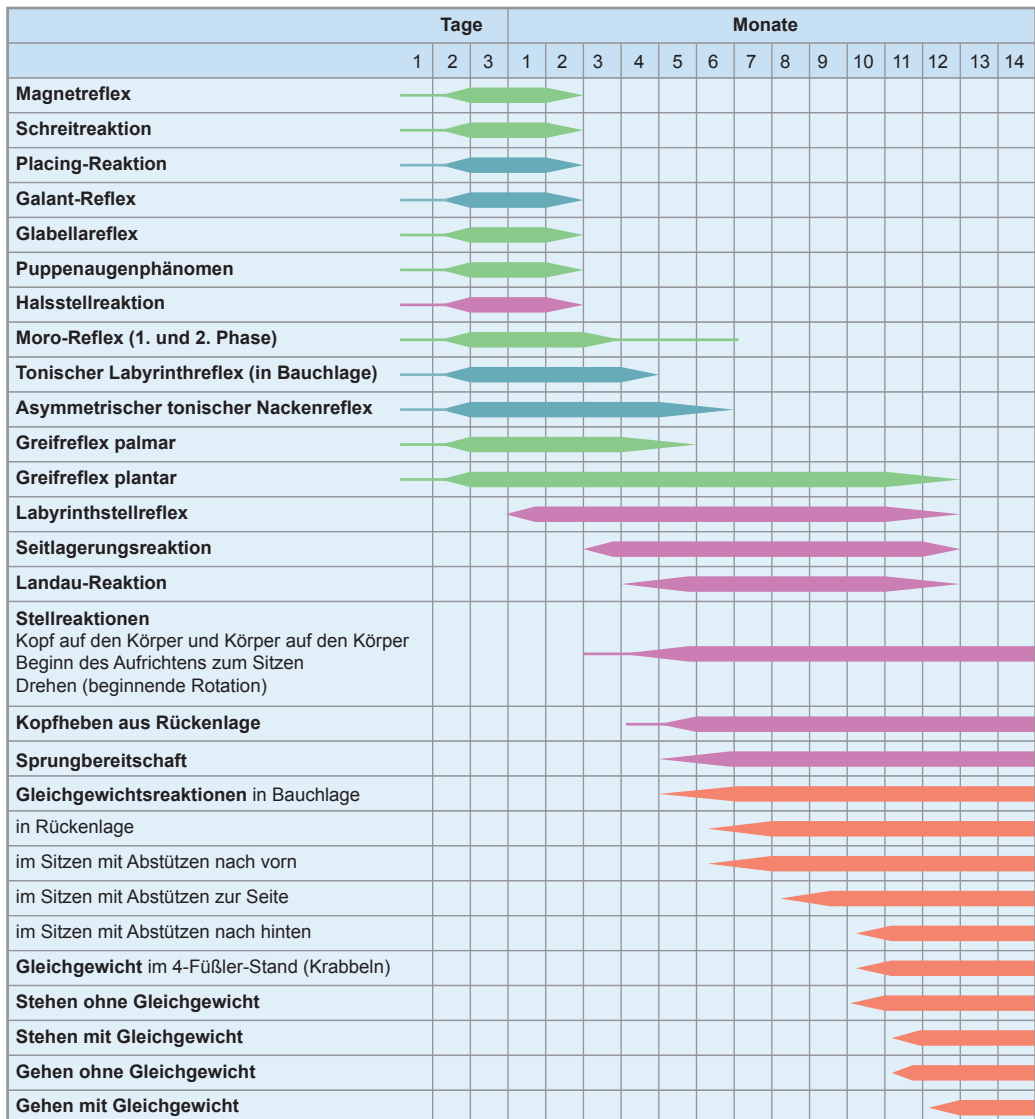 Tage Monate
1 2 3 1 2 3 4 5 6 7 8 9 10 11 12 13 14
Magnetreflex
Schreitreaktion
Placing-Reaktion
Galant-Reflex
Glabellareflex
Puppenaugenphänomen
Halsstellreaktion
Moro-Reflex (1. und 2. Phase)
Tonischer Labyrinthreflex (in Bauchlage)
Asymmetrischer tonischer Nackenreflex
Greifreflex palmar
Greifreflex plantar
Labyrinthstellreflex
Seitlagerungsreaktion
Landau-Reaktion
Stellreaktionen
Kopf auf den Körper und Körper auf den Körper
Beginn des Aufrichtens zum Sitzen
Drehen (beginnende Rotation)
Kopfheben aus Rückenlage
Sprungbereitschaft
Gleichgewichtsreaktionen in Bauchlage
in Rückenlage
im Sitzen mit Abstützen nach vorn
im Sitzen mit Abstützen zur Seite
im Sitzen mit Abstützen nach hinten
Gleichgewicht im 4-Füßler-Stand (Krabbeln)
Stehen ohne Gleichgewicht
Stehen mit Gleichgewicht
Gehen ohne Gleichgewicht
Gehen mit Gleichgewicht